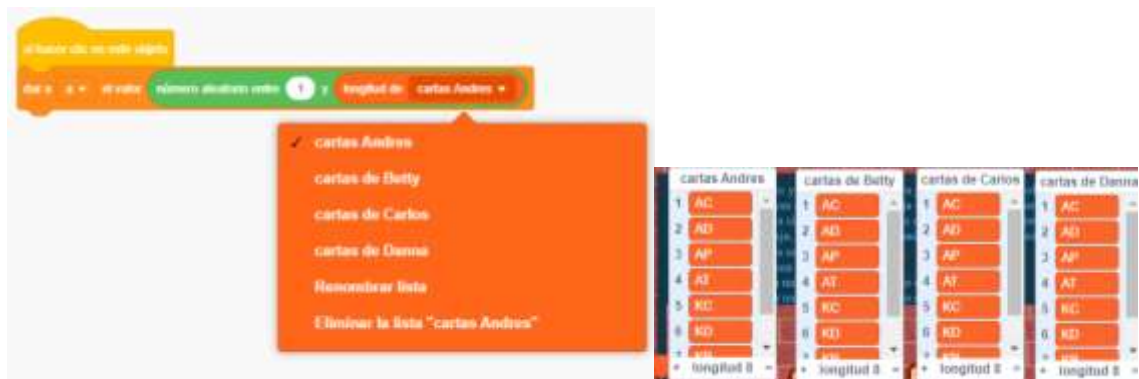 al hacer clic en este objeto
dar a a el valor número aleatorio entre 1 y longitud de cartas Andres
✓ cartas Andres
cartas de Betty
cartas de Carlos
cartas de Danna
Renombrar lista
Eliminar la lista "cartas Andres"
cartas Andres
1 AC
2 AD
3 AP
4 AT
5 KC
6 KD
7
+ longitud 8 =
cartas de Betty
1 AC
2 AD
3 AP
4 AT
5 KC
6 KD
+ longitud 8 =
cartas de Carlos
1 AC
2 AD
3 AP
4 AT
5 KC
6 KD
+ longitud 8 =
cartas de Danna
1 AC
2 AD
3 AP
4 AT
5 KC
6 KD
+ longitud 8 =